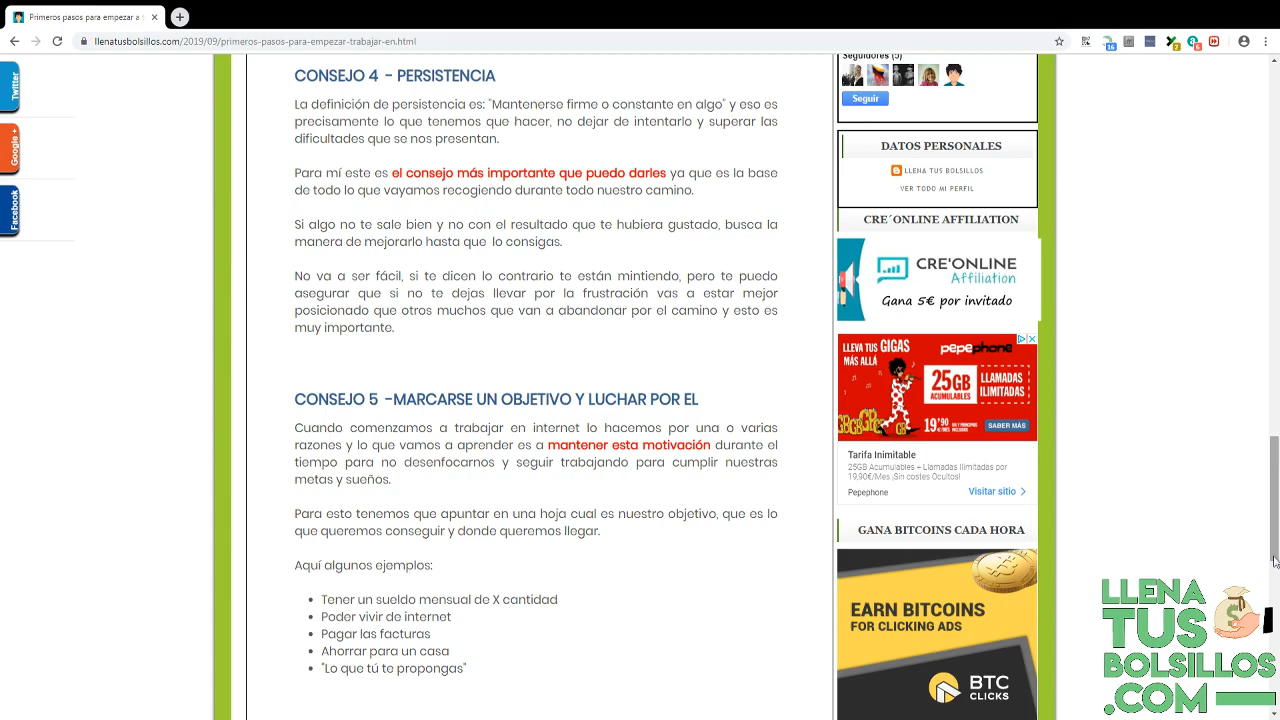 Primeros pasos para empezar a
llenatusbolsillos.com/2019/09/primeros-pasos-para-empezar-trabajar-en.html
16
7
6
Twitter
Google +
Facebook
CONSEJO 4 - PERSISTENCIA
La definición de persistencia es: "Mantenerse firme o constante en algo" y eso es
precisamente lo que tenemos que hacer, no dejar de intentarlo y superar las
dificultades que se nos presentan.
Para mí este es el consejo más importante que puedo darles ya que es la base
de todo lo que vayamos recogiendo durante todo nuestro camino.
Si algo no te sale bien y no con el resultado que te hubiera gustado, busca la
manera de mejorarlo hasta que lo consigas.
No va a ser fácil, si te dicen lo contrario te están mintiendo, pero te puedo
asegurar que si no te dejas llevar por la frustración vas a estar mejor
posicionado que otros muchos que van a abandonar por el camino y esto es
muy importante.
CONSEJO 5 -MARCARSE UN OBJETIVO Y LUCHAR POR EL
Cuando comenzamos a trabajar en internet lo hacemos por una o varias
razones y lo que vamos a aprender es a mantener esta motivación durante el
tiempo para no desenfocarnos y seguir trabajando para cumplir nuestras
metas y sueños.
Para esto tenemos que apuntar en una hoja cual es nuestro objetivo, que es lo
que queremos conseguir y donde queremos llegar.
Aquí algunos ejemplos:
Tener un sueldo mensual de X cantidad
Poder vivir de internet
Pagar las facturas
Ahorrar para un casa
"Lo que tú te propongas"
Seguidores (5)
Seguir
DATOS PERSONALES
LLENA TUS BOLSILLOS
VER TODO MI PERFIL
CRE´ONLINE AFFILIATION
CRE'ONLINE
Affiliation
Gana 5€ por invitado
LLEVA TUS GIGAS
MÁS ALLÁ
pepephone
25GB
ACUMULABLES
LLAMADAS
ILIMITADAS
GBGBGB
19'90
SABER MÁS
Tarifa Inimitable
25GB Acumulables + Llamadas Ilimitadas por
19,90€/Mes ¡Sin costes Ocultos!
Pepephone
Visitar sitio
GANA BITCOINS CADA HORA
EARN BITCOINS
FOR CLICKING ADS
BTC
CLICKS
LLENA
TUS
BOLSILLOS
.COM